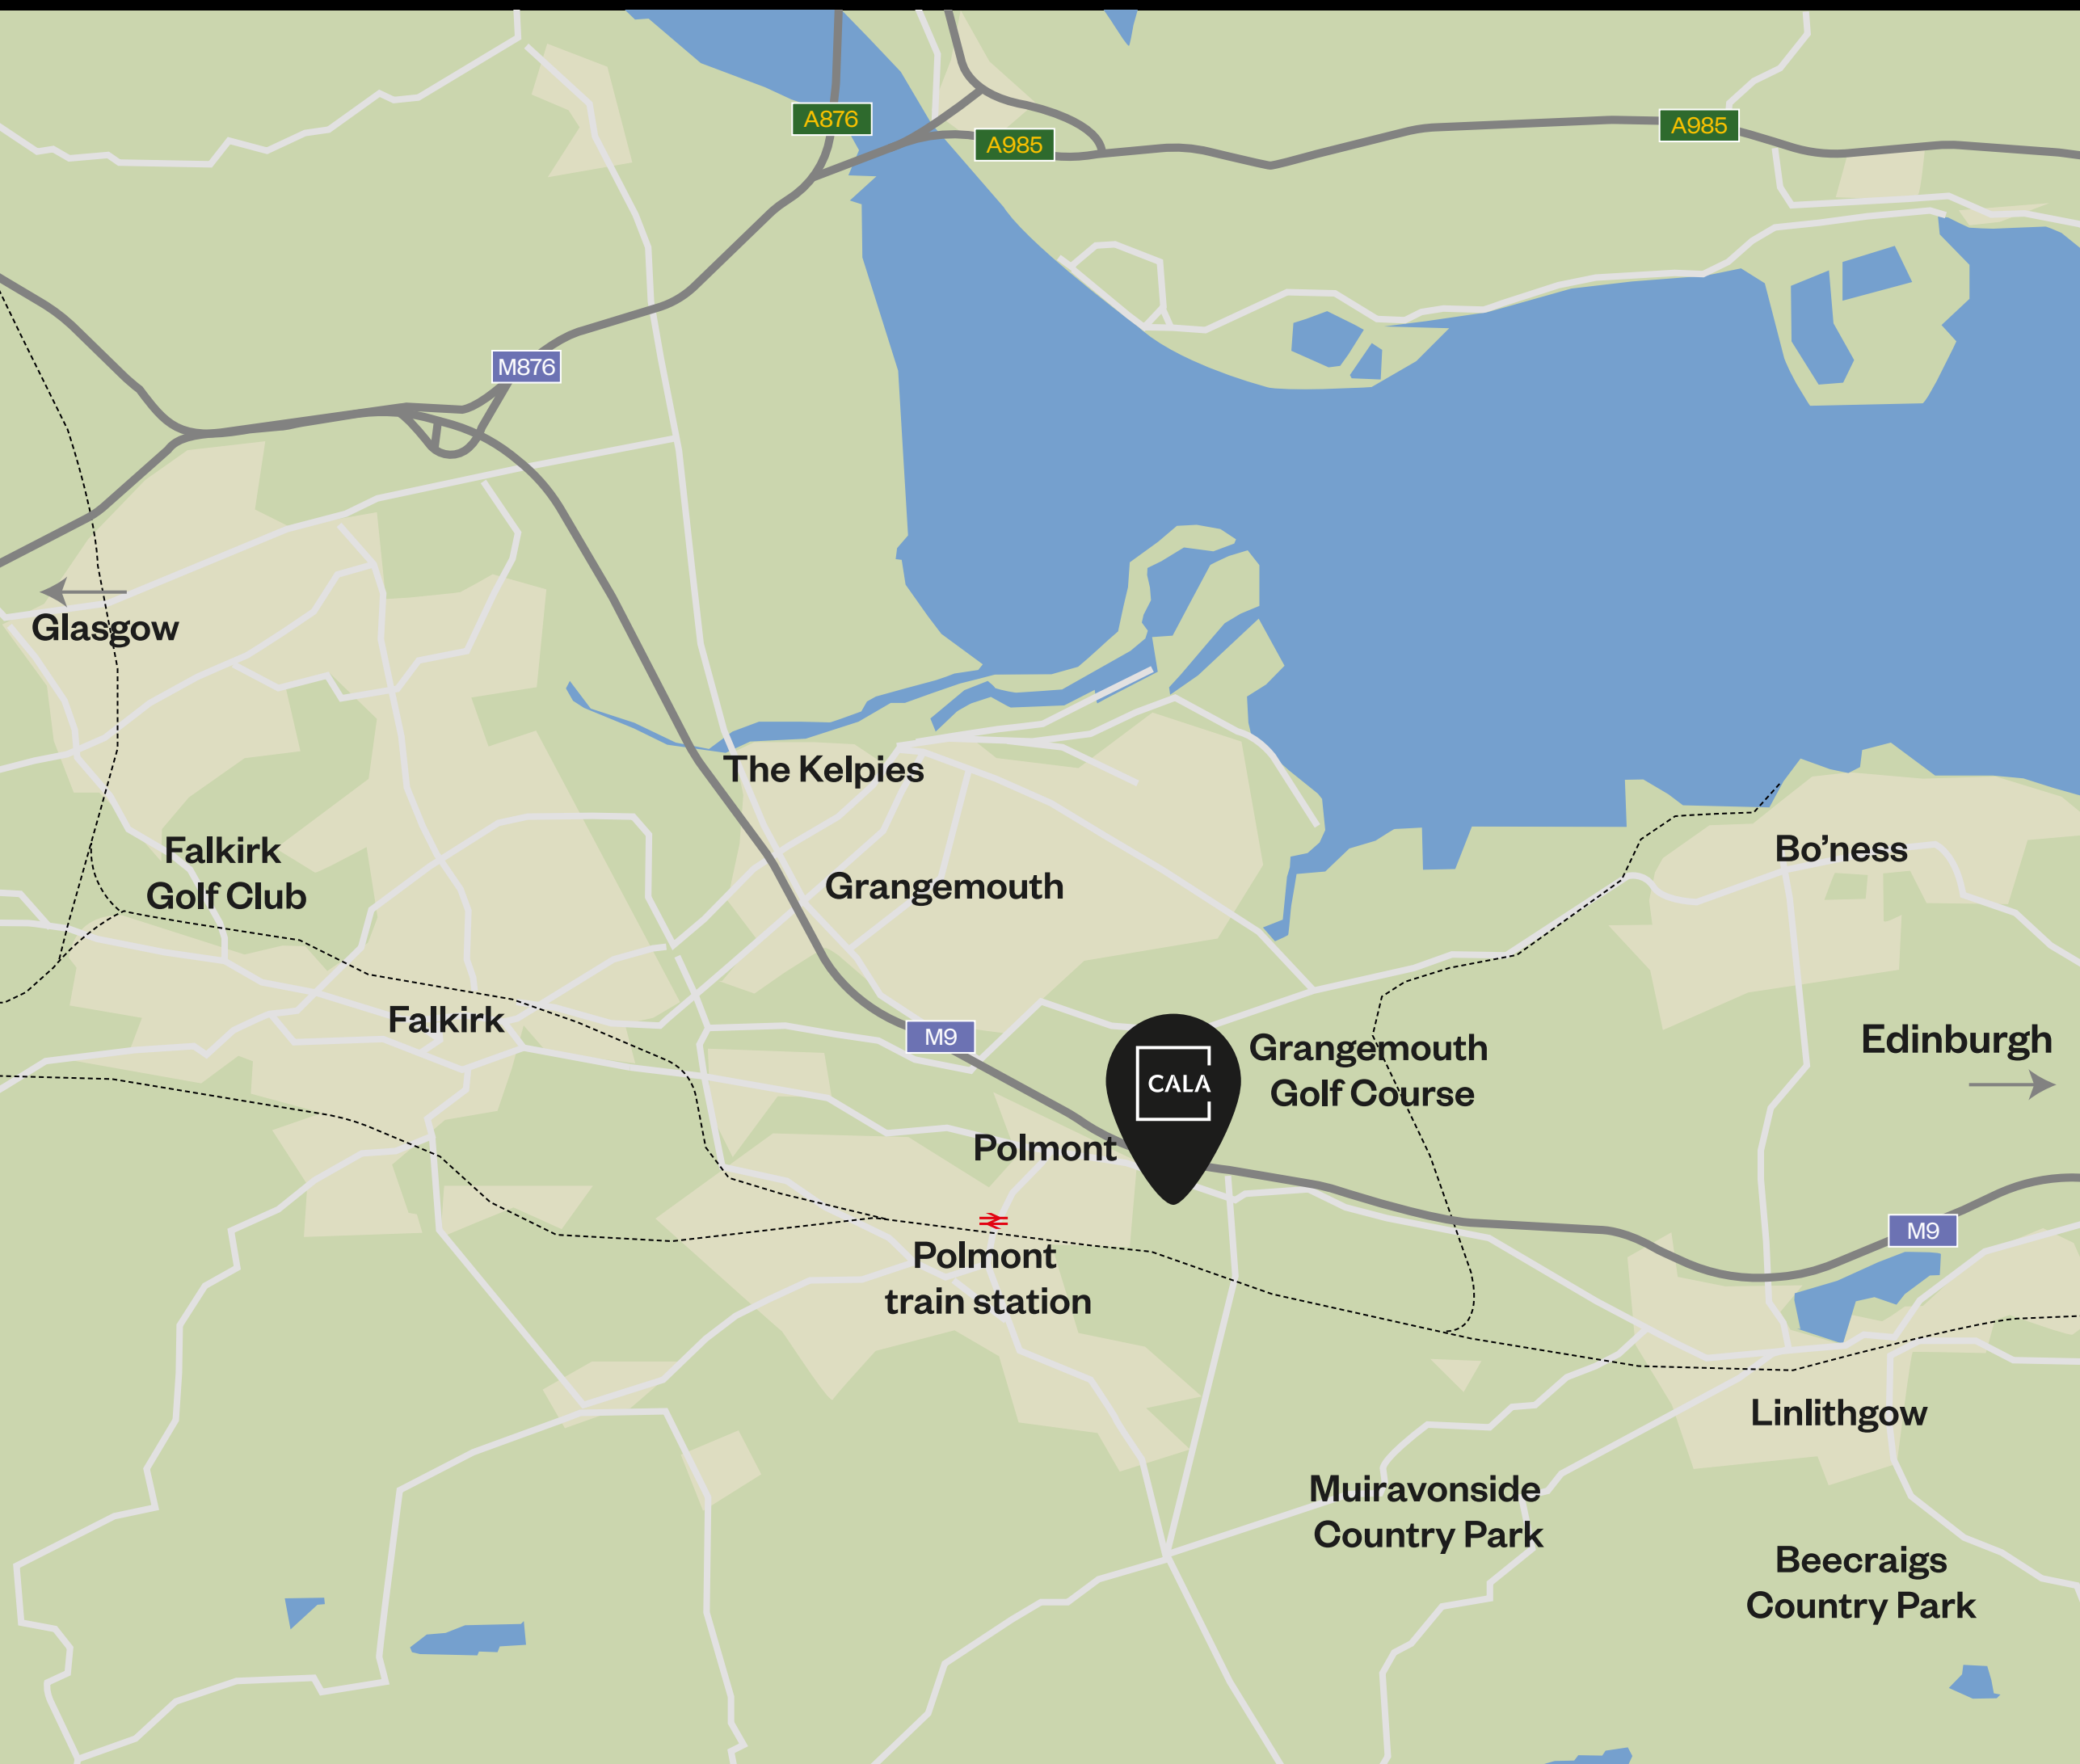 A876
A985
A985
M876
Glasgow
The Kelpies
Falkirk
Golf Club
Grangemouth
Bo’ness
Falkirk
M9
Grangemouth
Golf Course
Edinburgh
CALA
Polmont
M9
Polmont
train station
Linlithgow
Muiravonside
Country Park
Beecraigs
Country Park